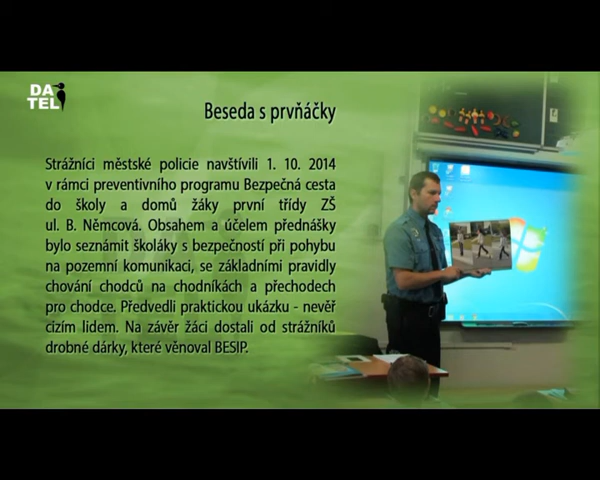 DA
TEL
Beseda s prvňáčky
Strážníci městské policie navštívili 1. 10. 2014
v rámci preventivního programu Bezpečná cesta
do školy a domů žáky první třídy ZŠ
ul. B. Němcová. Obsahem a účelem přednášky
bylo seznámit školáky s bezpečností při pohybu
na pozemní komunikaci, se základními pravidly
chování chodců na chodníkách a přechodech
pro chodce. Předvedli praktickou ukázku - nevěř
cizím lidem. Na závěr žáci dostali od strážníků
drobné dárky, které věnoval BESIP.